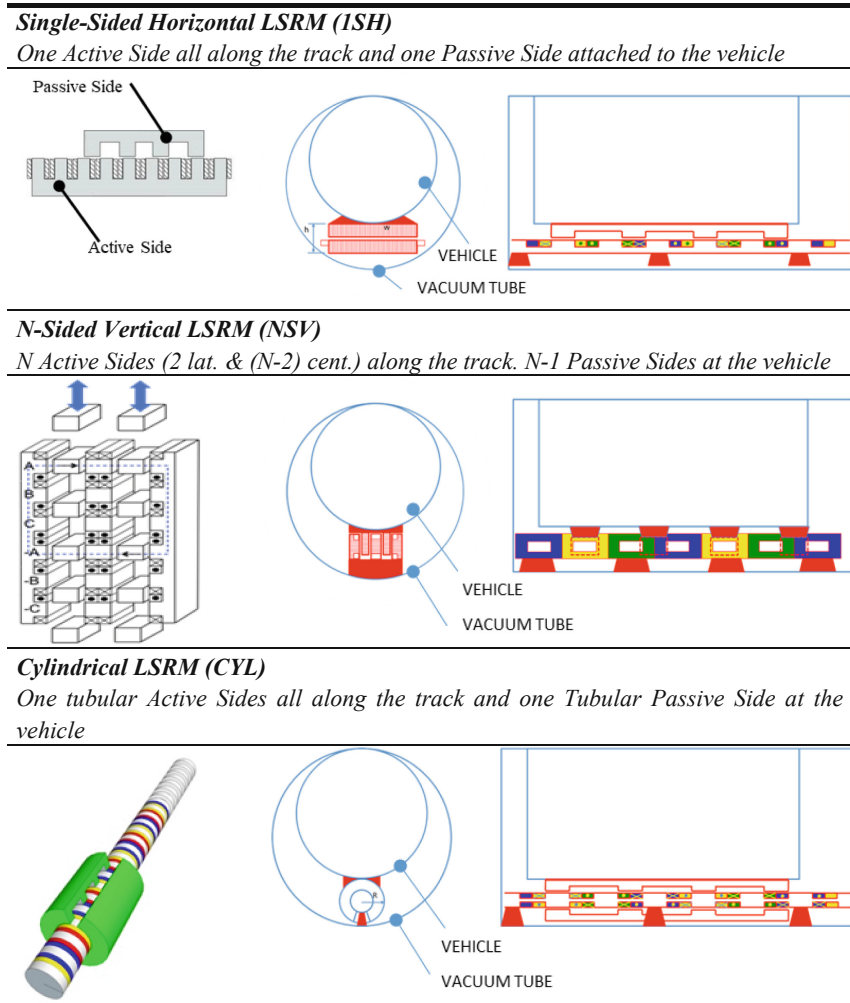 Single-Sided Horizontal LSRM (1SH)
One Active Side all along the track and one Passive Side attached to the vehicle
Passive Side
Active Side
h
w
VEHICLE
VACUUM TUBE
N-Sided Vertical LSRM (NSV)
N Active Sides (2 lat. & (N-2) cent.) along the track. N-1 Passive Sides at the vehicle
A
B
C
-A
-B
-C
VEHICLE
VACUUM TUBE
Cylindrical LSRM (CYL)
One tubular Active Sides all along the track and one Tubular Passive Side at the
vehicle
R
VEHICLE
VACUUM TUBE